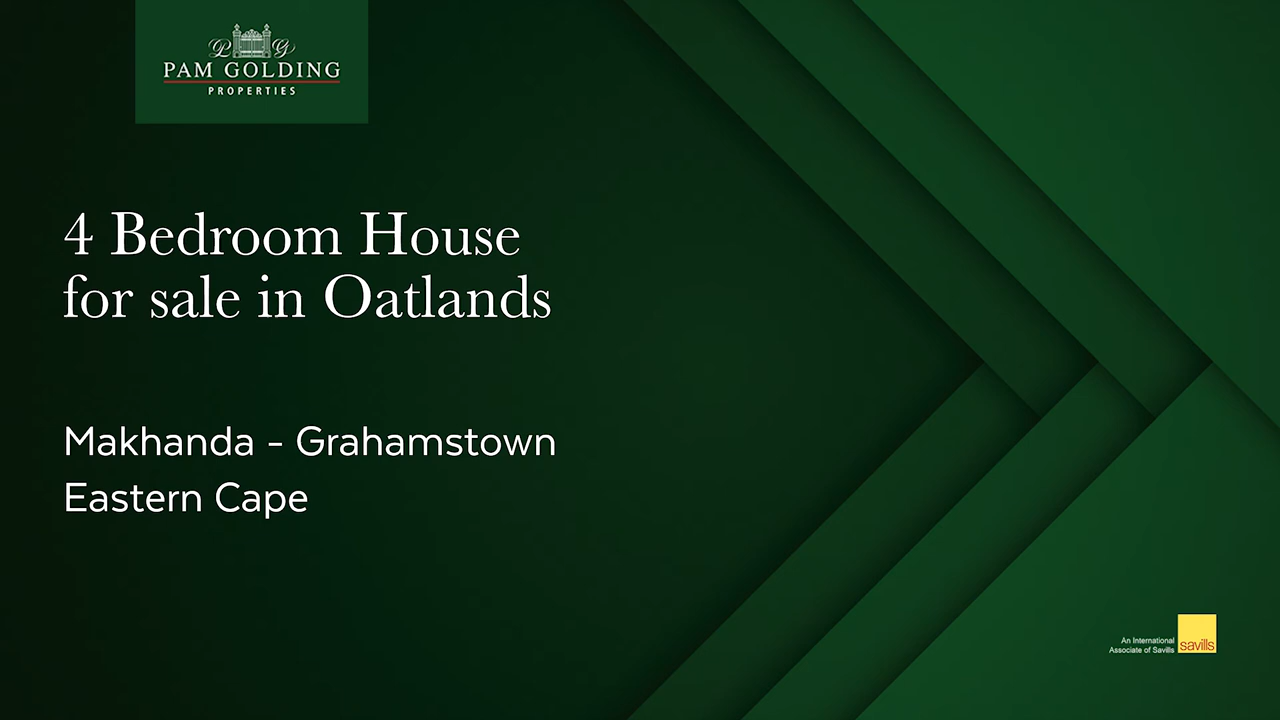 P G
PAM GOLDING
PROPERTIES
4 Bedroom House
for sale in Oatlands
Makhanda - Grahamstown
Eastern Cape
An International
Associate of Savills
savills